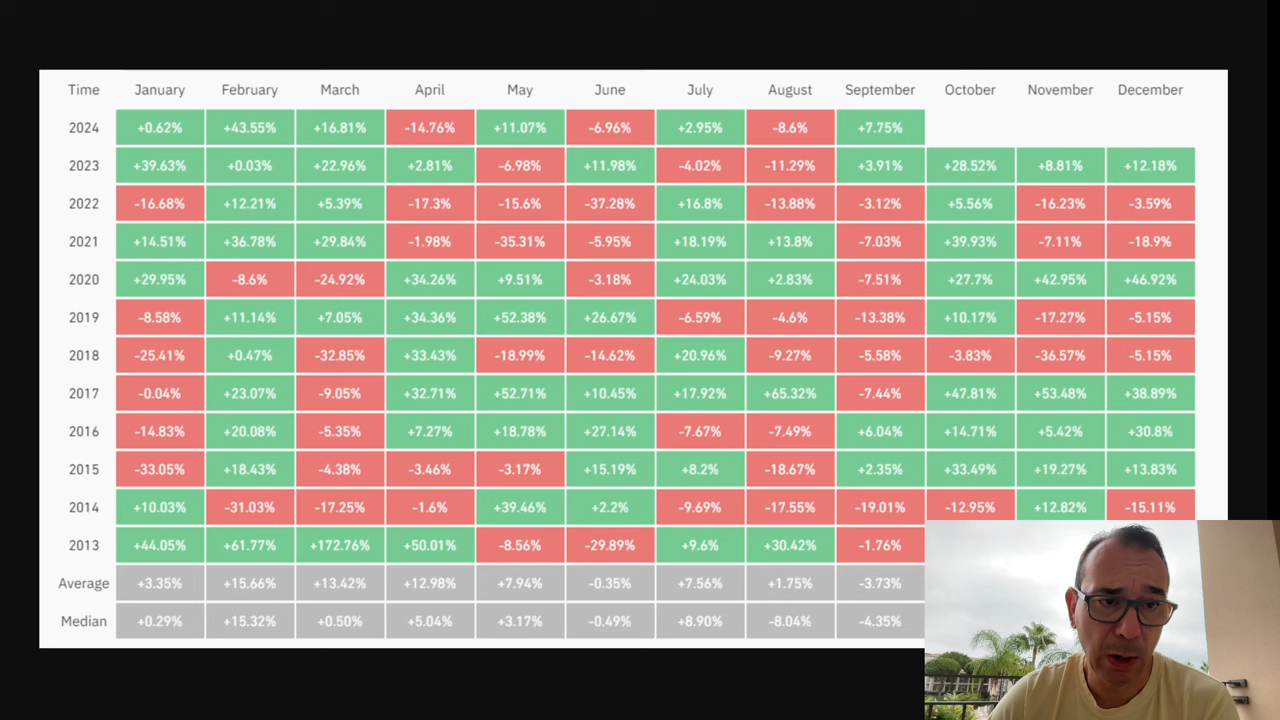 Time January February March April May June July August September October November December
2024 +0.62% +43.55% +16.81% -14.76% +11.07% -6.96% +2.95% -8.6% +7.75%
2023 +39.63% +0.03% +22.96% +2.81% -6.98% +11.98% -4.02% -11.29% +3.91% +28.52% +8.81% +12.18%
2022 -16.68% +12.21% +5.39% -17.3% -15.6% -37.28% +16.8% -13.88% -3.12% +5.56% -16.23% -3.59%
2021 +14.51% +36.78% +29.84% -1.98% -35.31% -5.95% +18.19% +13.8% -7.03% +39.93% -7.11% -18.9%
2020 +29.95% -8.6% -24.92% +34.26% +9.51% -3.18% +24.03% +2.83% -7.51% +27.7% +42.95% +46.92%
2019 -8.58% +11.14% +7.05% +34.36% +52.38% +26.67% -6.59% -4.6% -13.38% +10.17% -17.27% -5.15%
2018 -25.41% +0.47% -32.85% +33.43% -18.99% -14.62% +20.96% -9.27% -5.58% -3.83% -36.57% -5.15%
2017 -0.04% +23.07% -9.05% +32.71% +52.71% +10.45% +17.92% +65.32% -7.44% +47.81% +53.48% +38.89%
2016 -14.83% +20.08% -5.35% +7.27% +18.78% +27.14% -7.67% -7.49% +6.04% +14.71% +5.42% +30.8%
2015 -33.05% +18.43% -4.38% -3.46% -3.17% +15.19% +8.2% -18.67% +2.35% +33.49% +19.27% +13.83%
2014 +10.03% -31.03% -17.25% -1.6% +39.46% +2.2% -9.69% -17.55% -19.01% -12.95% +12.82% -15.11%
2013 +44.05% +61.77% +172.76% +50.01% -8.56% -29.89% +9.6% +30.42% -1.76%
Average +3.35% +15.66% +13.42% +12.98% +7.94% -0.35% +7.56% +1.75% -3.73%
Median +0.29% +15.32% +0.50% +5.04% +3.17% -0.49% +8.90% -8.04% -4.35%